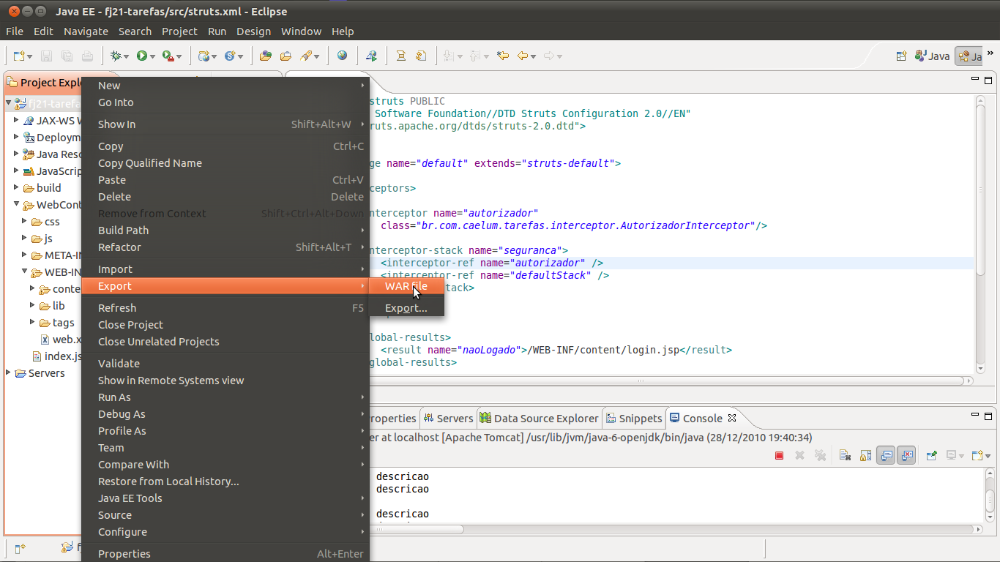 Java EE - fj21-tarefas/src/struts.xml - Eclipse
File Edit Navigate Search Project Run Design Window Help
Java
Ja
Project Expl
fj21-tarefa
JAX-WS W
Deploym
Java Reso
JavaScrip
build
WebCont
css
js
META-IN
WEB-IN
conte
lib
tags
web.x
index.js
Servers
New
Go Into
Show In Shift+Alt+W
Copy Ctrl+C
Copy Qualified Name
Paste Ctrl+V
Delete Delete
Remove from Context Shift+Ctrl+Alt+Down
Build Path
Refactor Shift+Alt+T
Import
Export
Refresh F5
Close Project
Close Unrelated Projects
Validate
Show in Remote Systems view
Run As
Debug As
Profile As
Team
Compare With
Restore from Local History...
Java EE Tools
Source
Configure
Properties Alt+Enter
WAR file
Export...
struts PUBLIC
Software Foundation//DTD Struts Configuration 2.0//EN"
ruts.apache.org/dtds/struts-2.0.dtd">
ge name="default" extends="struts-default">
ceptors>
nterceptor name="autorizador"
class="br.com.caelum.tarefas.interceptor.AutorizadorInterceptor"/>
nterceptor-stack name="seguranca">
<interceptor-ref name="autorizador" />
<interceptor-ref name="defaultStack" />
tack>
lobal-results>
<result name="naoLogado">/WEB-INF/content/login.jsp</result>
global-results>
roperties Servers Data Source Explorer Snippets Console
er at localhost [Apache Tomcat] /usr/lib/jvm/java-6-openjdk/bin/java (28/12/2010 19:40:34)
descricao
descricao
descricao